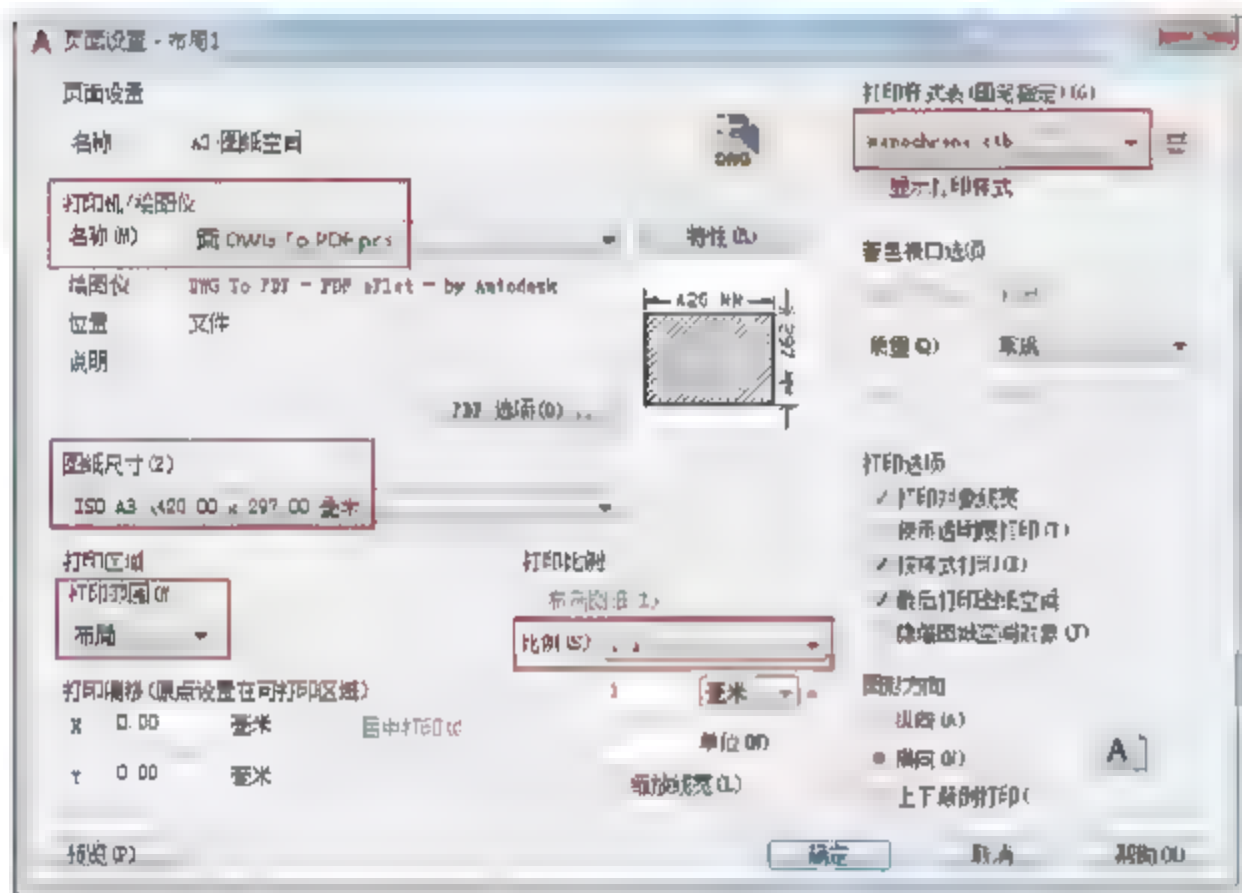 页面设置 - 布局1
页面设置
名称 A3-图纸空间
DWG
打印机/绘图仪
名称(M) DWG To PDF.pc3
特性(R)
绘图仪 DWG To PDF - PDF ePlot - by Autodesk
位置 文件
说明
420 MM
PDF 选项(O)...
图纸尺寸(Z)
ISO A3 (420.00 x 297.00 毫米
打印区域
打印范围(W
布局
打印偏移(原点设置在可打印区域)
X 0.00 毫米
居中打印(C
Y 0.00 毫米
打印比例
布满图纸(I)
比例(S)
1 毫米
单位(N)
缩放线宽(L)
打印样式表(画笔指定)(G)
monochrome.ctb
显示打印样式
着色视口选项
质量(Q) 常规
打印选项
打印对象线宽
使用透明度打印(T)
按样式打印(E)
最后打印图纸空间
隐藏图纸空间对象(J)
图形方向
纵向(A)
横向(N)
上下颠倒打印(
A
预览(P)
确定
取消
帮助(H)